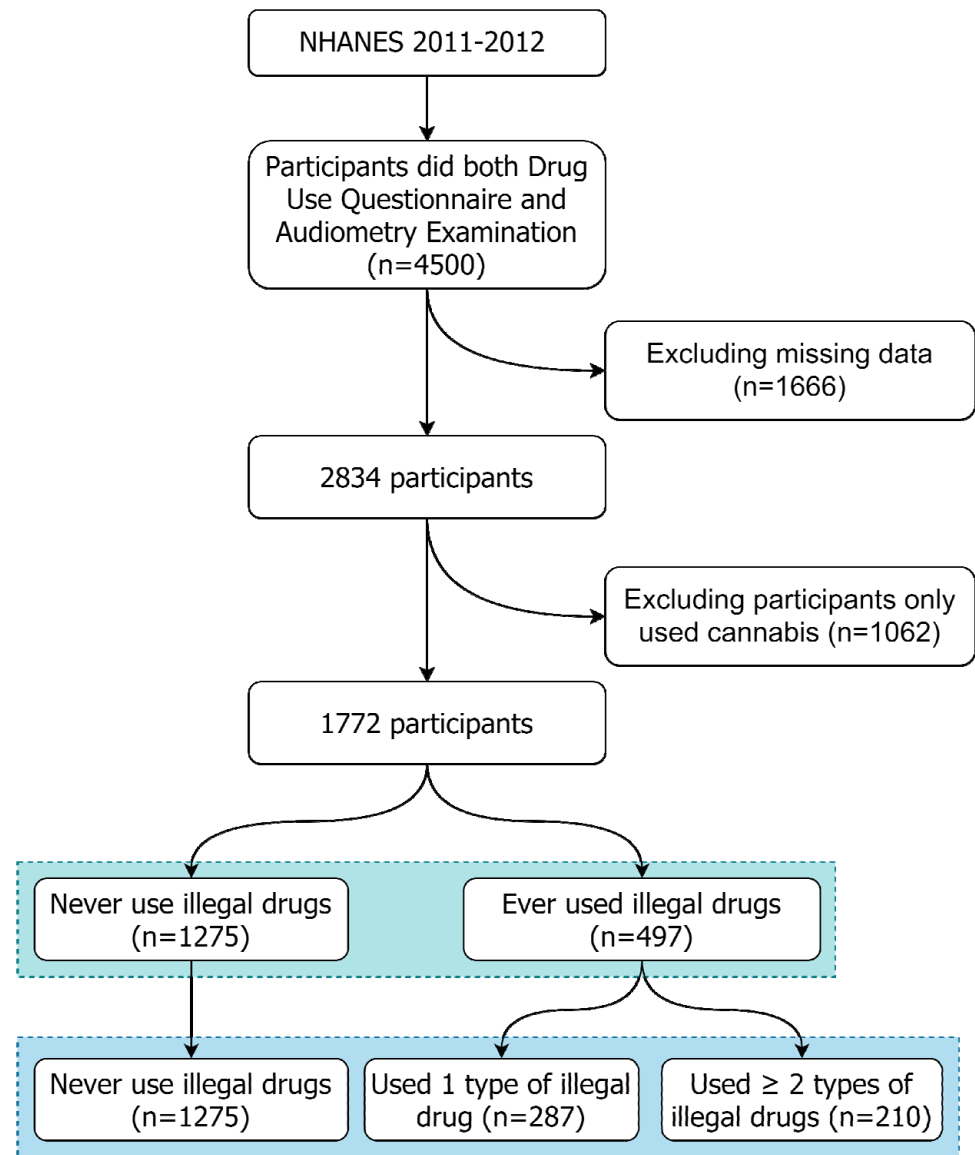 NHANES 2011-2012
Participants did both Drug
Use Questionnaire and
Audiometry Examination
(n=4500)
Excluding missing data
(n=1666)
2834 participants
Excluding participants only
used cannabis (n=1062)
1772 participants
Never use illegal drugs
(n=1275)
Ever used illegal drugs
(n=497)
Never use illegal drugs
(n=1275)
Used 1 type of illegal
drug (n=287)
Used ≥ 2 types of
illegal drugs (n=210)